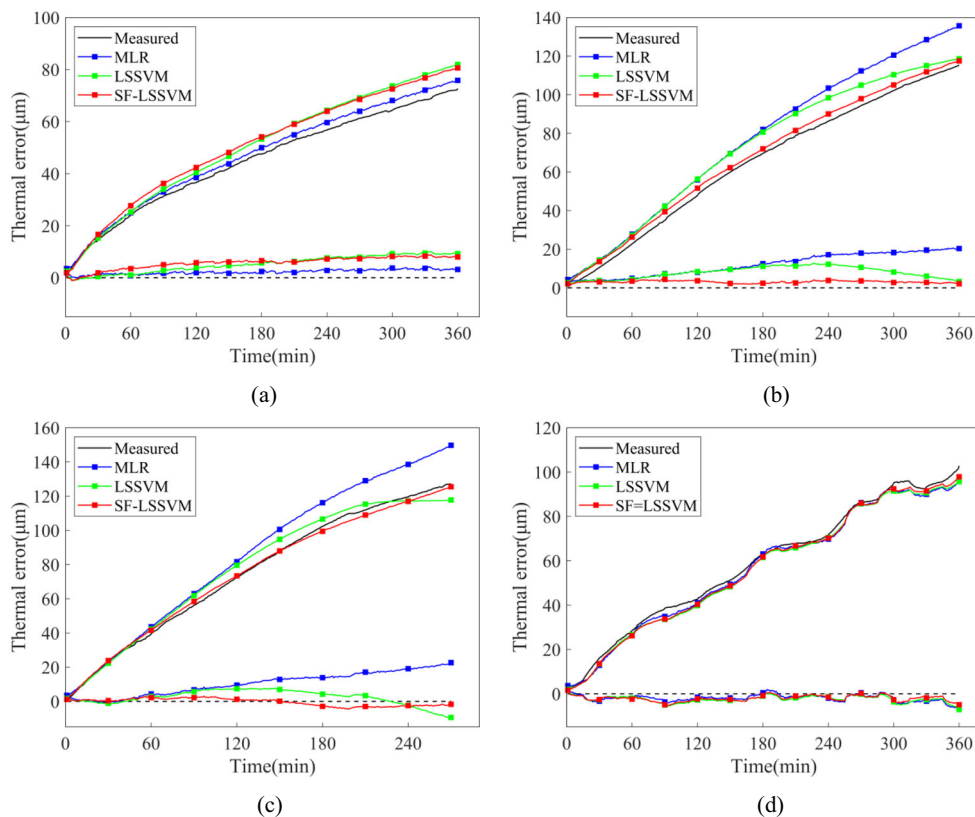 100
80
60
40
20
0
Thermal error(μm)
Measured
MLR
LSSVM
SF-LSSVM
0 60 120 180 240 300 360
Time(min)
(a)
140
120
100
80
60
40
20
0
Thermal error(μm)
Measured
MLR
LSSVM
SF-LSSVM
0 60 120 180 240 300 360
Time(min)
(b)
160
140
120
100
80
60
40
20
0
Thermal error(μm)
Measured
MLR
LSSVM
SF-LSSVM
0 60 120 180 240
Time(min)
(c)
120
100
80
60
40
20
0
Thermal error(μm)
Measured
MLR
LSSVM
SF=LSSVM
0 60 120 180 240 300 360
Time(min)
(d)